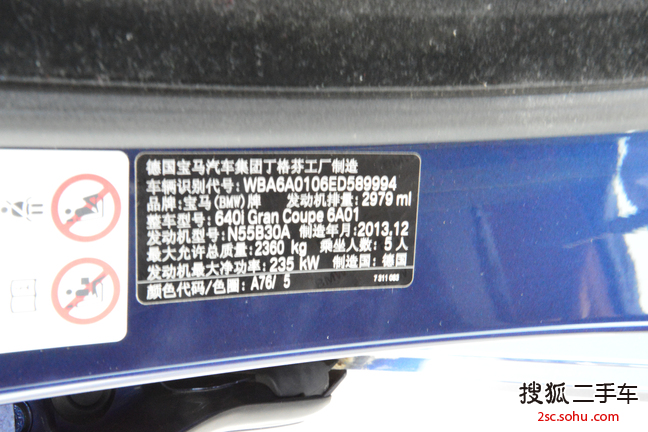 德国宝马汽车集团丁格芬工厂制造
车辆识别代号: WBA6A0106ED589994
品牌: 宝马(BMW)牌 发动机排量: 2979 ml
整车型号: 640i Gran Coupe 6A01
发动机型号: N55B30A 制造年月: 2013.12
最大允许总质量: 2360 kg 乘坐人数: 5 人
发动机最大净功率: 235 kW 制造国: 德国
颜色代码/色圈: A76/ 5
7 311 083
搜狐二手车
2sc.sohu.com